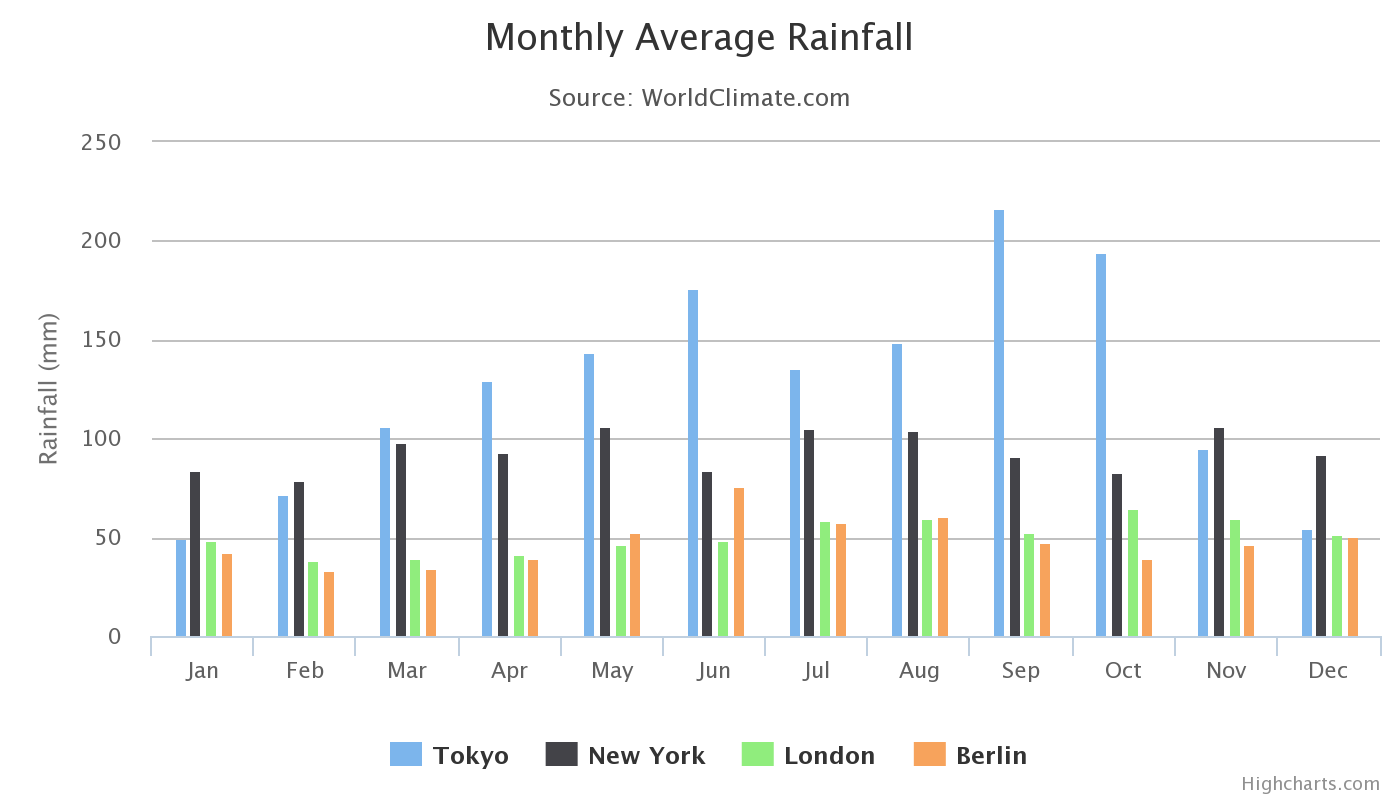 Monthly Average Rainfall
Source: WorldClimate.com
250
200
150
100
50
0
Rainfall (mm)
Jan Feb Mar Apr May Jun Jul Aug Sep Oct Nov Dec
Tokyo New York London Berlin
Highcharts.com